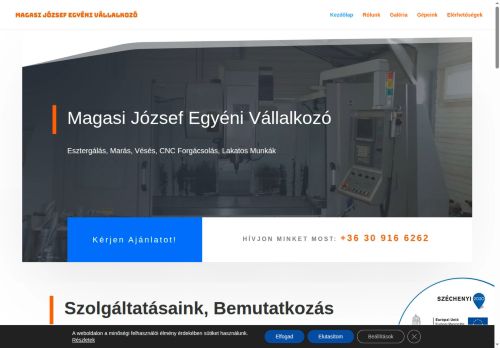 MAGASI JÓZSEF EGYÉNI VÁLLALKOZÓ
Kezdőlap Rólunk Galéria Gépeink Elérhetőségek
Magasi József Egyéni Vállalkozó
Esztergálás, Marás, Vésés, CNC Forgácsolás, Lakatos Munkák
Kérjen Ajánlatot!
HÍVJON MINKET MOST: +36 30 916 6262
Szolgáltatásaink, Bemutatkozás
SZÉCHENYI 2020
Európai Unió
A weboldalon a minőségi felhasználói élmény érdekében sütiket használunk.
Részletek
Elfogad Elutasítom Beállítások